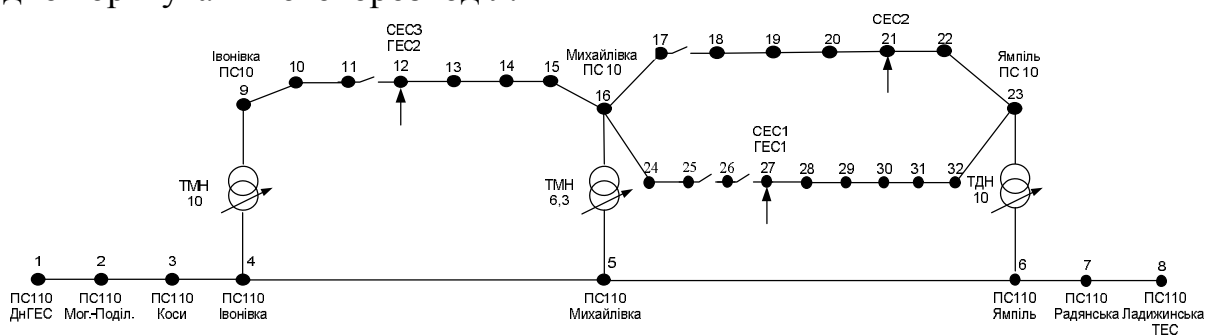 СЕС3
ГЕС2
СЕС2
Івонівка
ПС10
Михайлівка
ПС 10
Ямпіль
ПС 10
9
10
11
12
13
14
15
16
17
18
19
20
21
22
23
СЕС1
ГЕС1
24
25
26
27
28
29
30
31
32
ТМН
10
ТМН
6,3
ТДН
10
1
2
3
4
5
6
7
8
ПС110
ДнГЕС
ПС110
Мог.-Поділ.
ПС110
Коси
ПС110
Івонівка
ПС110
Михайлівка
ПС110
Ямпіль
ПС110
Радянська
ПС110
Ладижинська
ТЕС